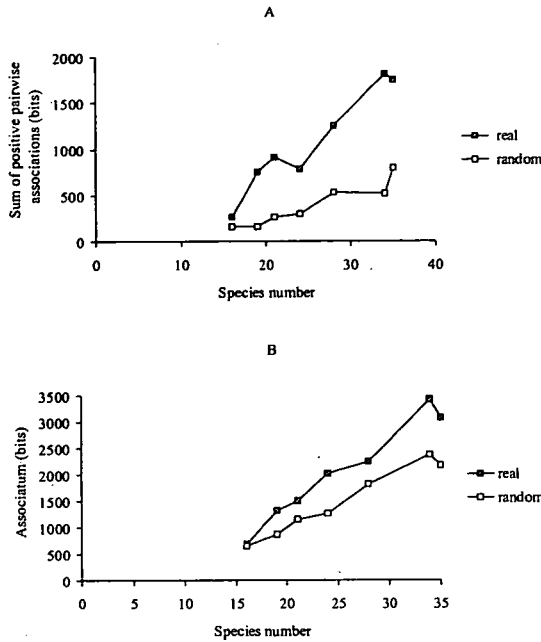 A
Sum of positive pairwise
associations (bits)
2000
1500
1000
500
0
0 10 20 30 40
Species number
real
random
B
Associatum (bits)
3500
3000
2500
2000
1500
1000
500
0
0 5 10 15 20 25 30 35
Species number
real
random